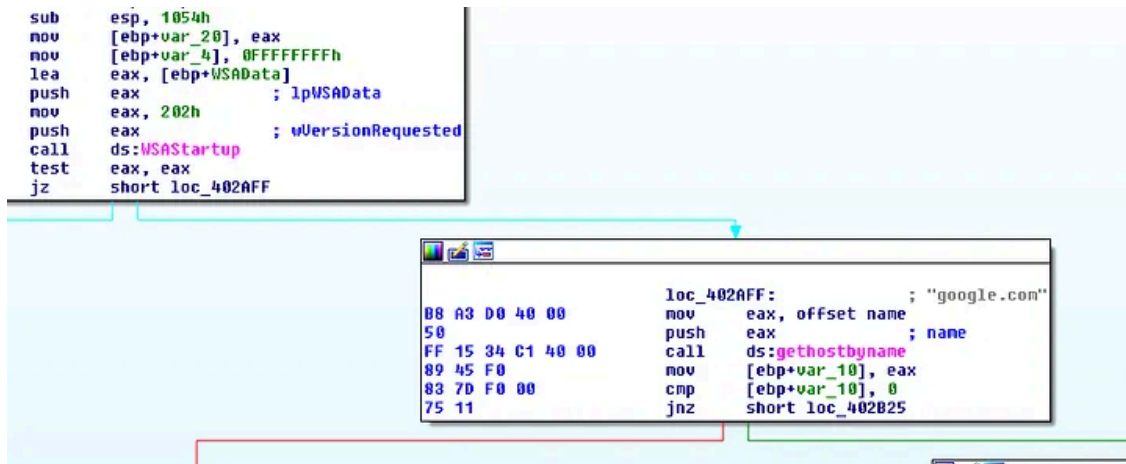 sub esp, 1054h
mov [ebp+var_20], eax
mov [ebp+var_4], 0FFFFFFFFh
lea eax, [ebp+WSAData]
push eax ; lpWSAData
mov eax, 202h
push eax ; wVersionRequested
call ds:WSAStartup
test eax, eax
jz short loc_402AFF
loc_402AFF: ; "google.com"
B8 A3 D0 40 00 mov eax, offset name
50 push eax ; name
FF 15 34 C1 40 00 call ds:gethostbyname
89 45 F0 mov [ebp+var_10], eax
83 7D F0 00 cmp [ebp+var_10], 0
75 11 jnz short loc_402B25